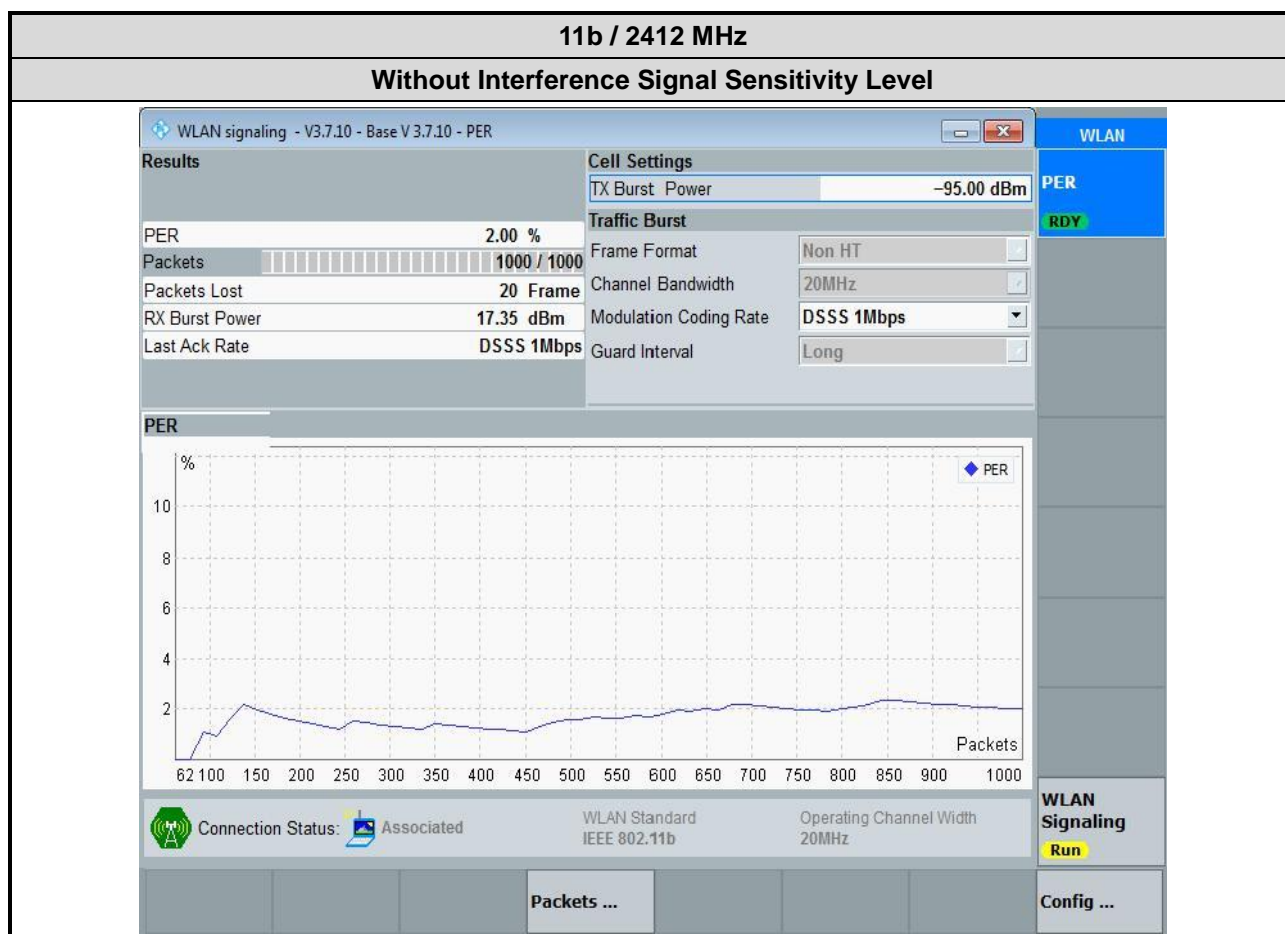 11b / 2412 MHz
Without Interference Signal Sensitivity Level
WLAN signaling - V3.7.10 - Base V 3.7.10 - PER
WLAN
Results
Cell Settings
TX Burst Power −95.00 dBm
PER
RDY
Traffic Burst
PER 2.00 %
Packets 1000 / 1000
Packets Lost 20 Frame
RX Burst Power 17.35 dBm
Last Ack Rate DSSS 1Mbps
Frame Format Non HT
Channel Bandwidth 20MHz
Modulation Coding Rate DSSS 1Mbps
Guard Interval Long
PER
%
PER
10
8
6
4
2
Packets
62 100 150 200 250 300 350 400 450 500 550 600 650 700 750 800 850 900 1000
Connection Status: Associated
WLAN Standard
IEEE 802.11b
Operating Channel Width
20MHz
WLAN
Signaling
Run
Packets ...
Config ...